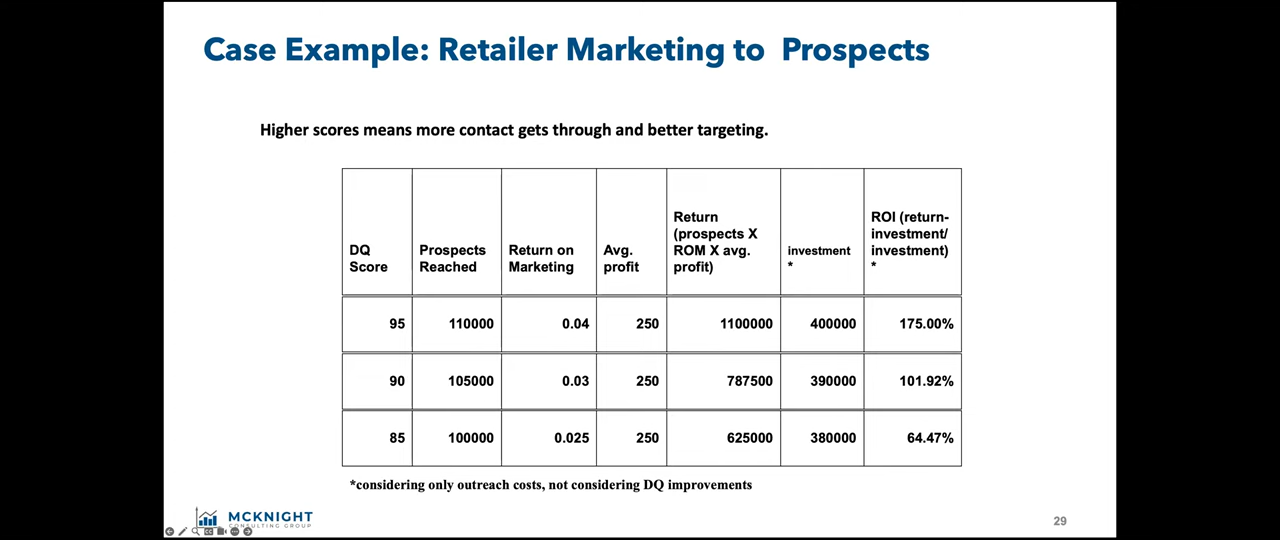 Case Example: Retailer Marketing to Prospects
Higher scores means more contact gets through and better targeting.
DQ
Score
Prospects
Reached
Return on
Marketing
Avg.
profit
Return
(prospects X
ROM X avg.
profit)
investment
*
ROI (return-
investment/
investment)
*
95 110000 0.04 250 1100000 400000 175.00%
90 105000 0.03 250 787500 390000 101.92%
85 100000 0.025 250 625000 380000 64.47%
*considering only outreach costs, not considering DQ improvements
MCKNIGHT
CONSULTING GROUP
29